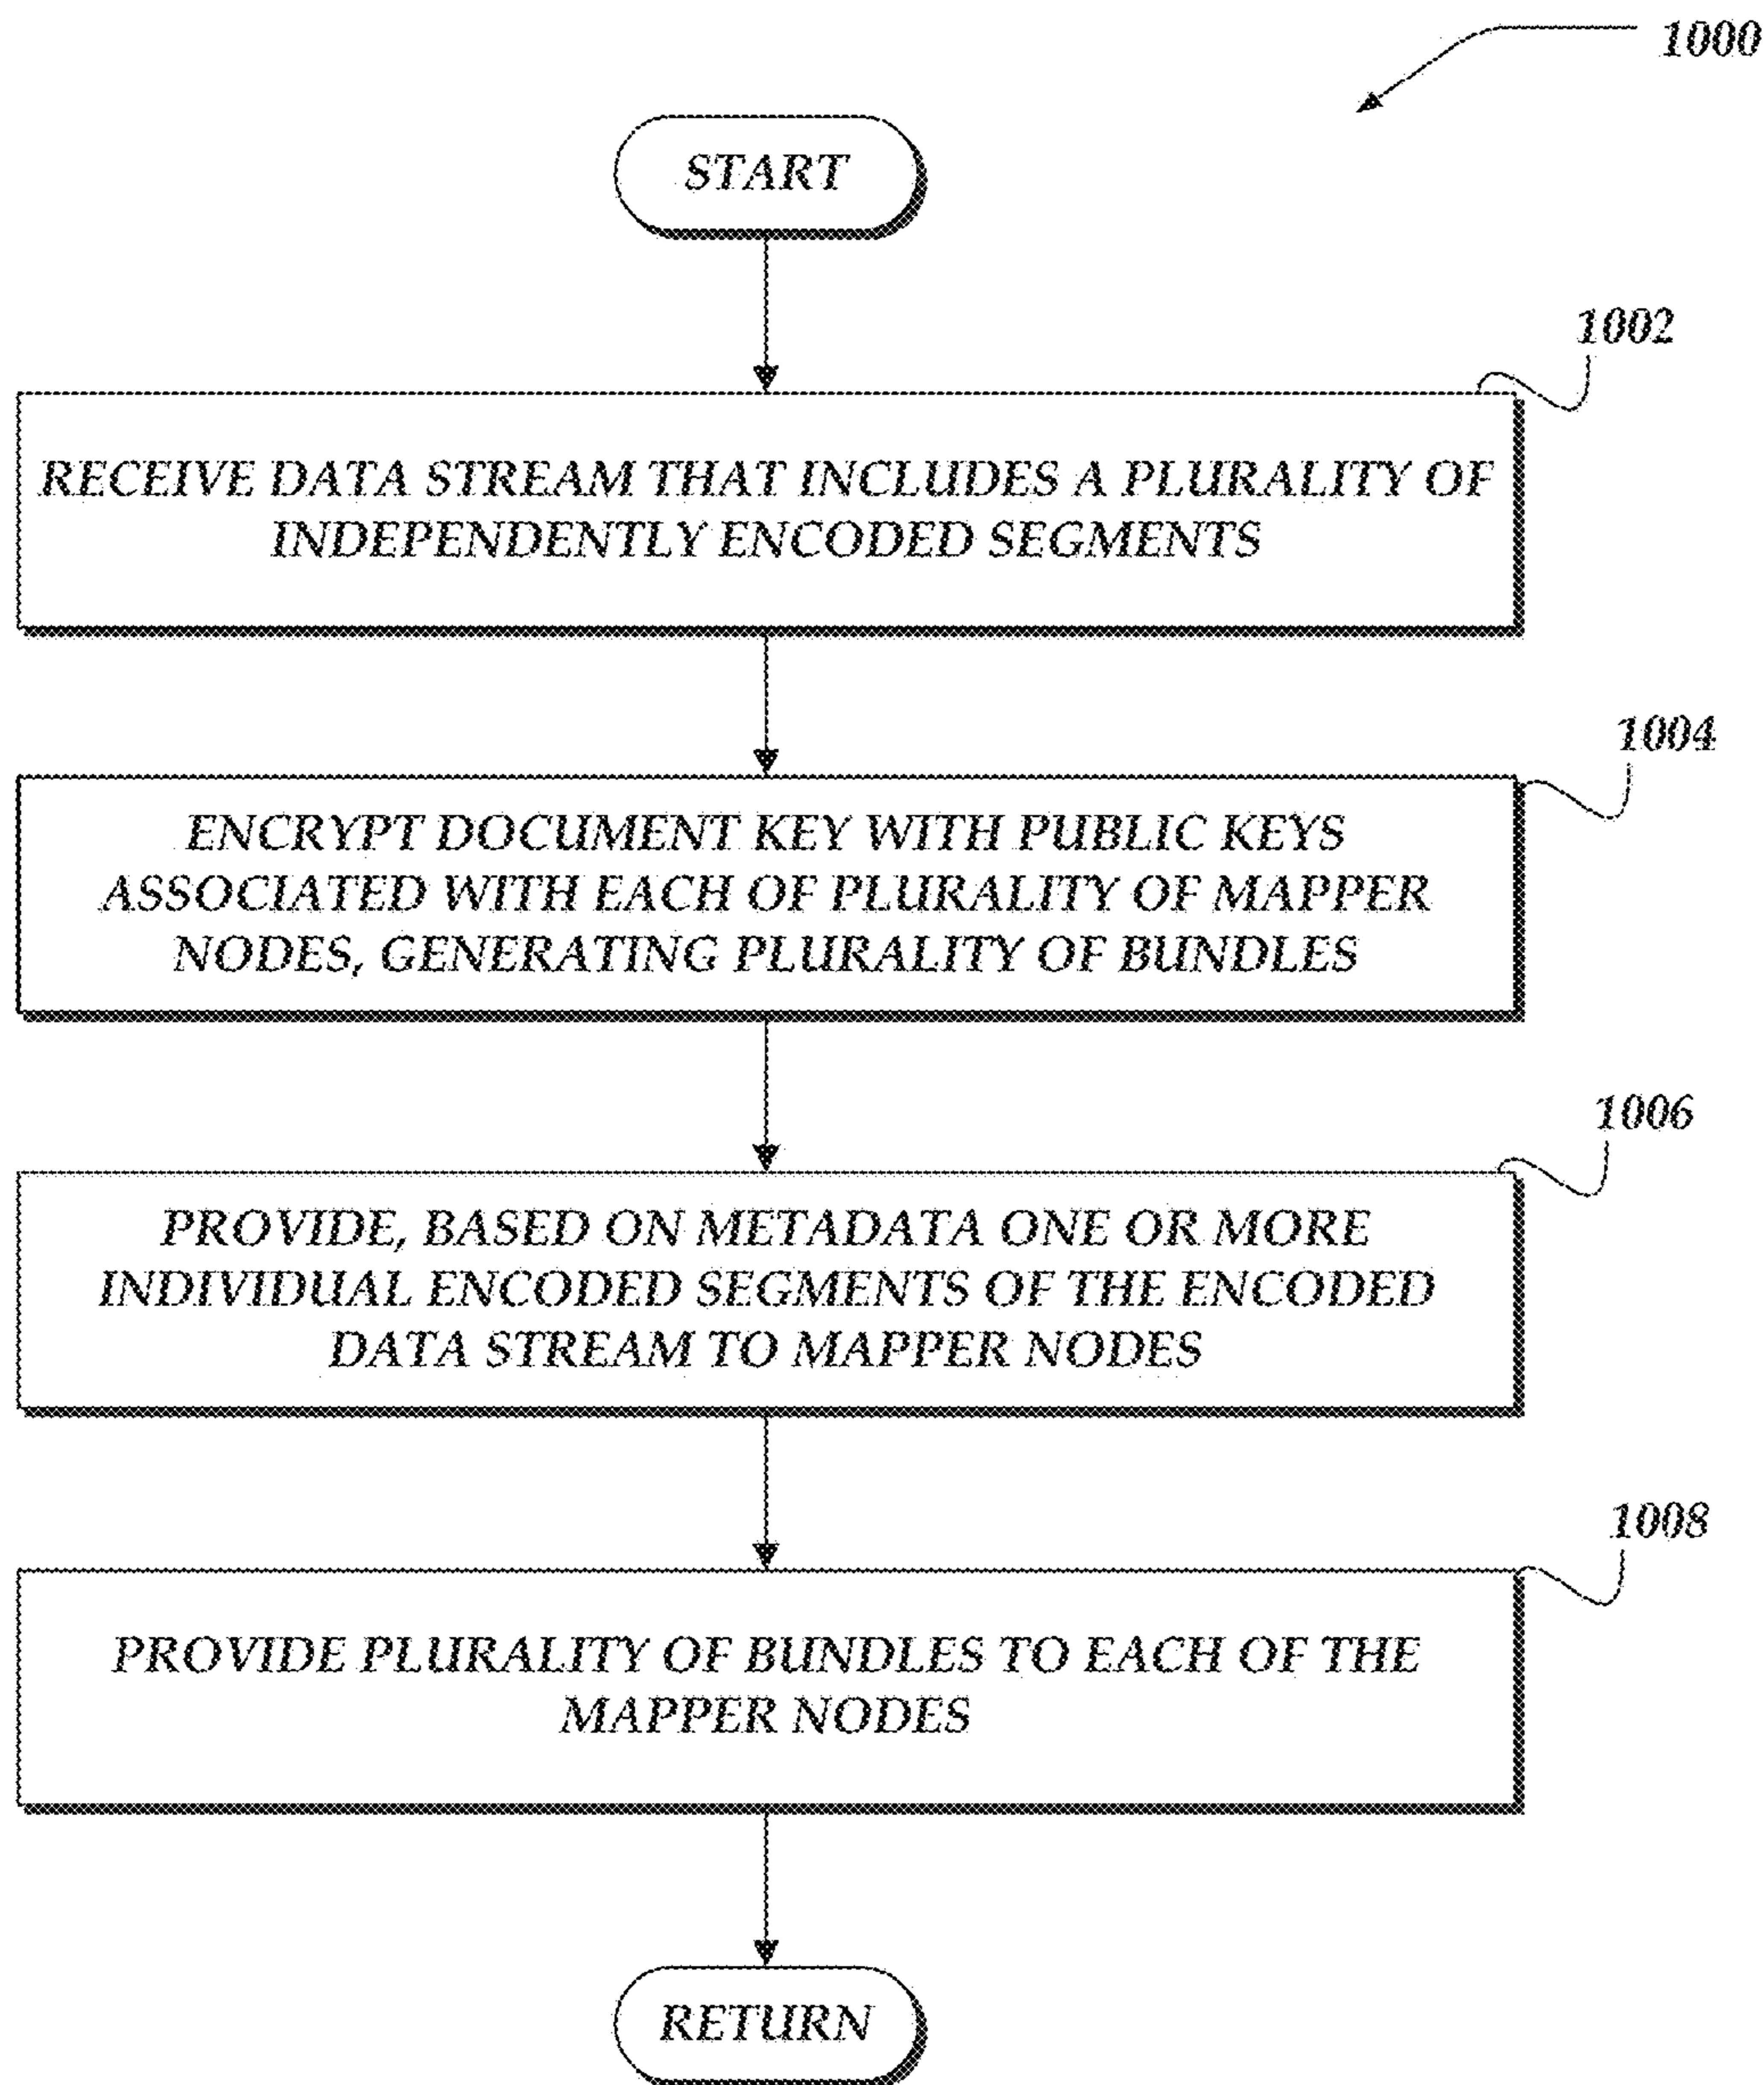 1000
START
1002
RECEIVE DATA STREAM THAT INCLUDES A PLURALITY OF
INDEPENDENTLY ENCODED SEGMENTS
1004
ENCRYPT DOCUMENT KEY WITH PUBLIC KEYS
ASSOCIATED WITH EACH OF PLURALITY OF MAPPER
NODES, GENERATING PLURALITY OF BUNDLES
1006
PROVIDE, BASED ON METADATA ONE OR MORE
INDIVIDUAL ENCODED SEGMENTS OF THE ENCODED
DATA STREAM TO MAPPER NODES
1008
PROVIDE PLURALITY OF BUNDLES TO EACH OF THE
MAPPER NODES
RETURN